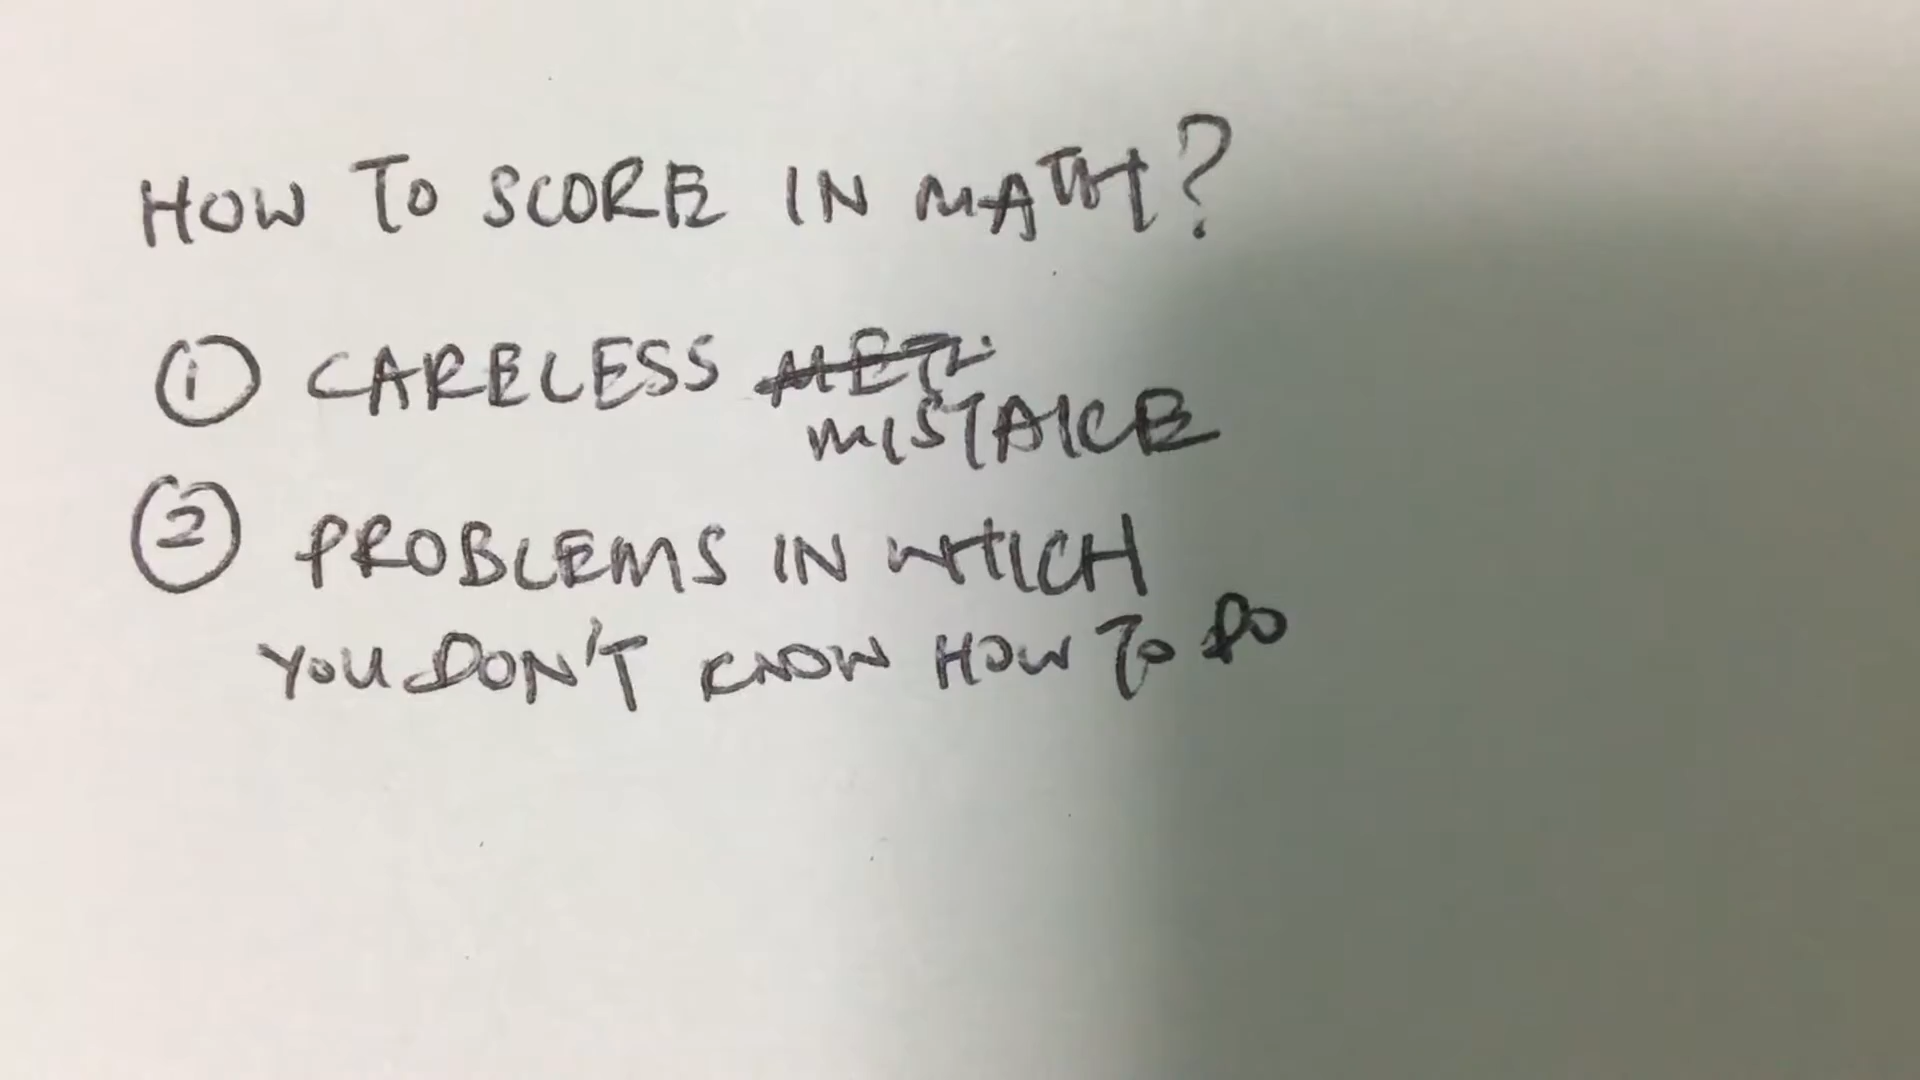 HOW TO SCORE IN MATH?
① CARELESS
MISTAKE
② PROBLEMS IN WHICH
YOU DON'T KNOW HOW TO DO